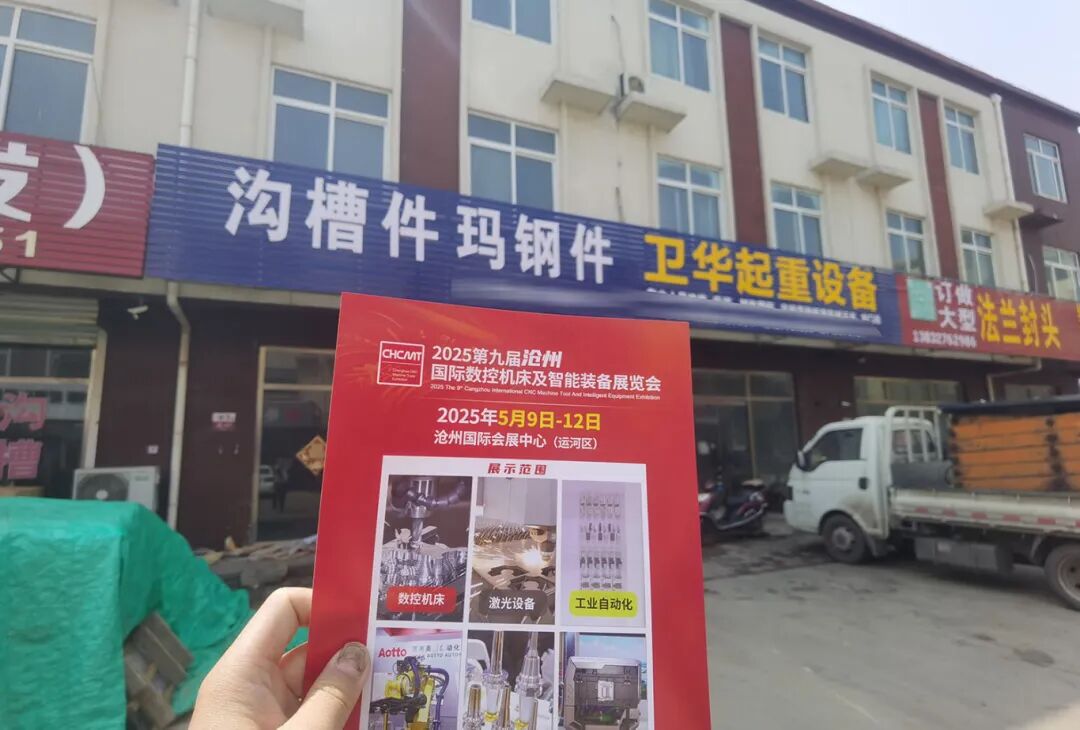 发）
51
沟槽件 玛钢件
卫华起重设备
订做
大型
法兰封头
13832762986
沟
槽
CHCMT
2025第九届沧州
国际数控机床及智能装备展览会
2025 The 9th Cangzhou International CNC Machine Tool And Intelligent Equipment Exhibition
2025年5月9日-12日
沧州国际会展中心（运河区）
展示范围
数控机床
激光设备
工业自动化
Aotto